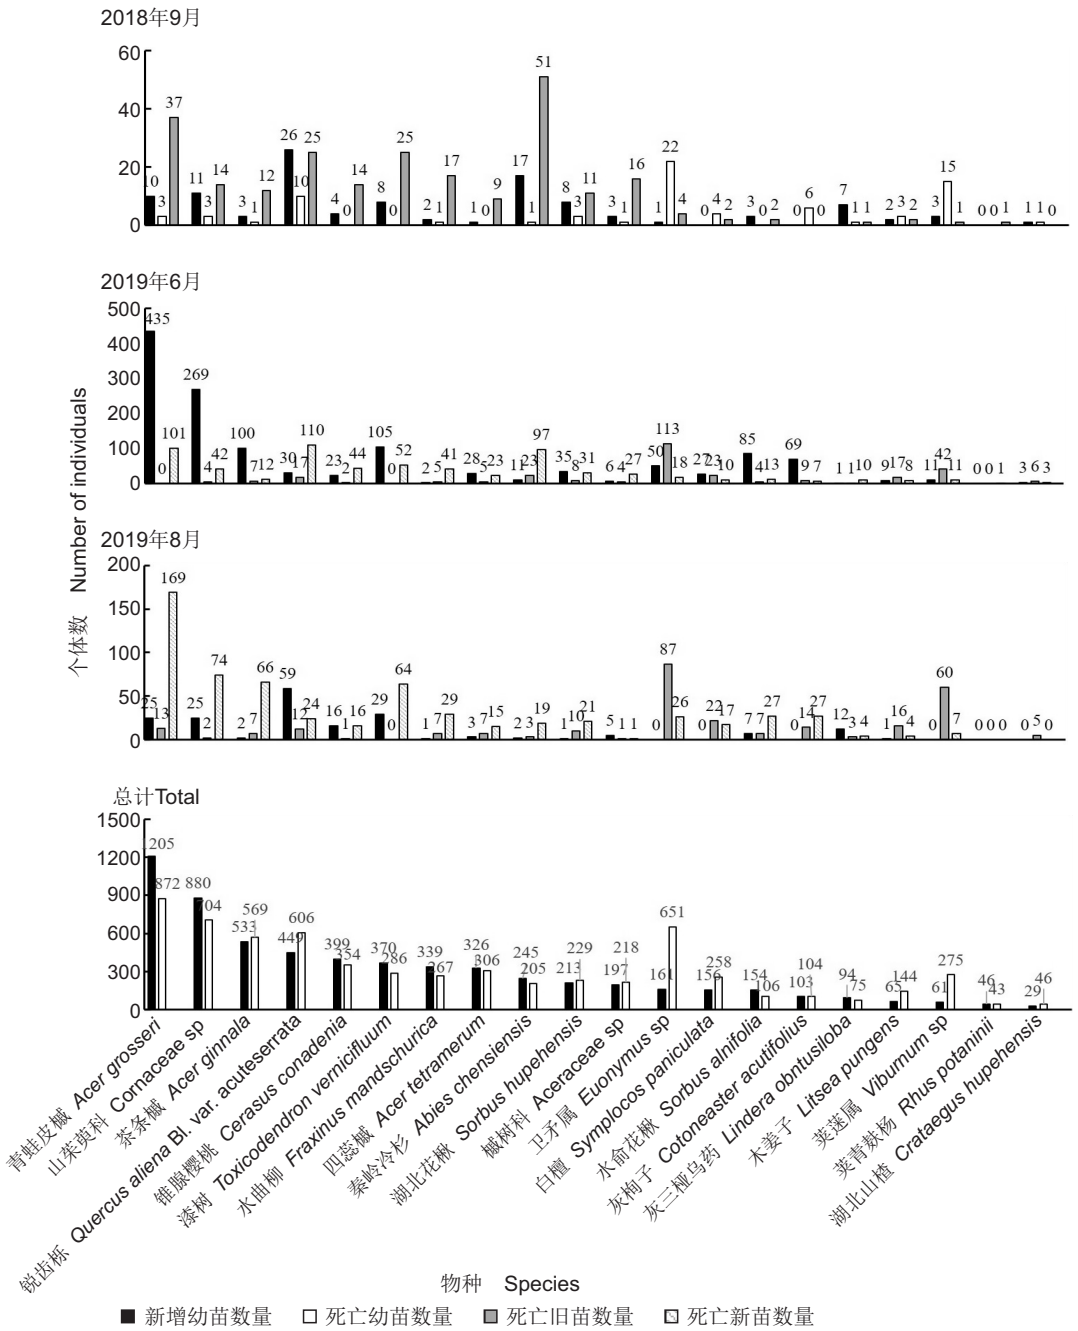 2018年9月
60
40
20
0
10 3 37 11 3 14 3 1 12 26 10 25 4 0 14 8 0 25 2 1 17 1 0 9 17 1 51 8 3 11 3 1 16 1 22 4 0 4 2 3 0 2 0 6 0 7 1 1 2 3 2 3 15 1 0 0 1 1 1 0
2019年6月
500
400
300
200
100
0
435 0 101 269 4 42 100 7 12 30 17 110 23 2 44 105 0 52 2 5 41 28 5 23 11 23 97 35 8 31 6 4 27 50 113 18 27 23 10 85 4 13 69 9 7 1 1 10 9 17 8 11 42 11 0 0 1 3 6 3
2019年8月
200
150
100
50
0
25 13 169 25 2 74 2 7 66 59 12 24 16 1 16 29 0 64 1 7 29 3 7 15 2 3 19 1 10 21 5 1 1 0 87 26 0 22 17 7 7 27 0 14 27 12 3 4 1 16 4 0 60 7 0 0 0 0 5 0
总计Total
1500
1200
900
600
300
0
1205 872 880 704 533 569 449 606 399 354 370 286 339 267 326 306 245 205 213 229 197 218 161 651 156 258 154 106 103 104 94 75 65 144 61 275 46 43 29 46
个体数 Number of individuals
青蛙皮槭 Acer grosseri
山茱萸科 Cornaceae sp
茶条槭 Acer ginnala
锐齿栎 Quercus aliena Bl. var. acuteserrata
锥腺樱桃 Cerasus conadenia
漆树 Toxicodendron vernicifluum
水曲柳 Fraxinus mandschurica
四蕊槭 Acer tetramerum
秦岭冷杉 Abies chensiensis
湖北花楸 Sorbus hupehensis
槭树科 Aceraceae sp
卫矛属 Euonymus sp
白檀 Symplocos paniculata
水俞花楸 Sorbus alnifolia
灰栒子 Cotoneaster acutifolius
灰三桠乌药 Lindera obntusiloba
木姜子 Litsea pungens
荚蒾属 Viburnum sp
荚青麸杨 Rhus potaninii
湖北山楂 Crataegus hupehensis
物种 Species
新增幼苗数量 死亡幼苗数量 死亡旧苗数量 死亡新苗数量